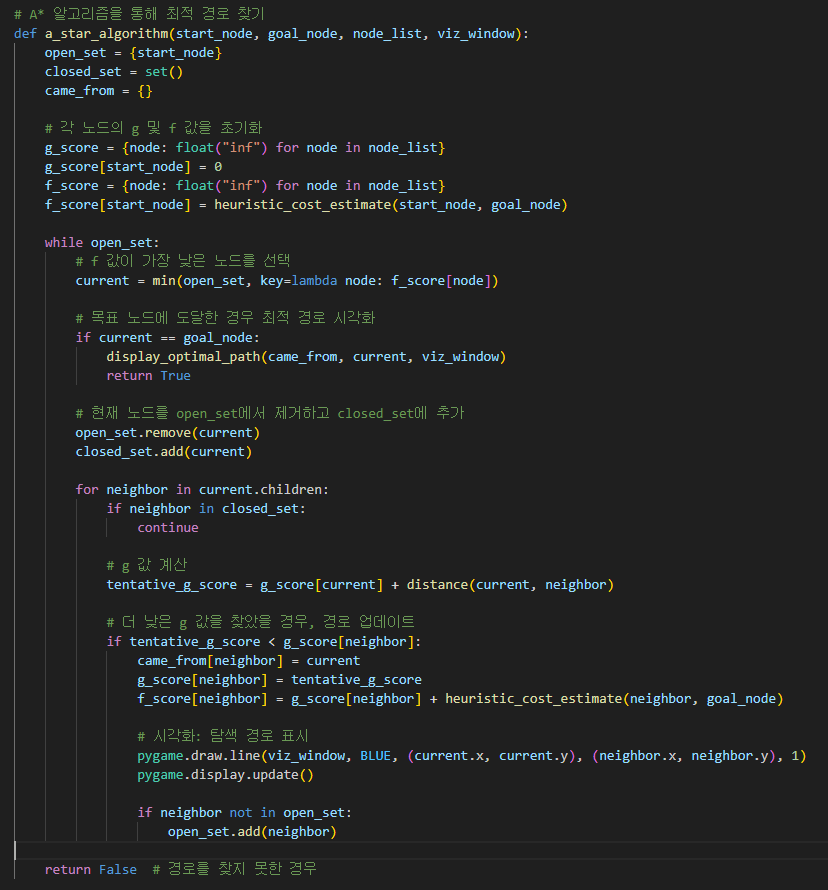 # A* 알고리즘을 통해 최적 경로 찾기
def a_star_algorithm(start_node, goal_node, node_list, viz_window):
    open_set = {start_node}
    closed_set = set()
    came_from = {}

    # 각 노드의 g 및 f 값을 초기화
    g_score = {node: float("inf") for node in node_list}
    g_score[start_node] = 0
    f_score = {node: float("inf") for node in node_list}
    f_score[start_node] = heuristic_cost_estimate(start_node, goal_node)

    while open_set:
        # f 값이 가장 낮은 노드를 선택
        current = min(open_set, key=lambda node: f_score[node])

        # 목표 노드에 도달한 경우 최적 경로 시각화
        if current == goal_node:
            display_optimal_path(came_from, current, viz_window)
            return True

        # 현재 노드를 open_set에서 제거하고 closed_set에 추가
        open_set.remove(current)
        closed_set.add(current)

        for neighbor in current.children:
            if neighbor in closed_set:
                continue

            # g 값 계산
            tentative_g_score = g_score[current] + distance(current, neighbor)

            # 더 낮은 g 값을 찾았을 경우, 경로 업데이트
            if tentative_g_score < g_score[neighbor]:
                came_from[neighbor] = current
                g_score[neighbor] = tentative_g_score
                f_score[neighbor] = g_score[neighbor] + heuristic_cost_estimate(neighbor, goal_node)

                # 시각화: 탐색 경로 표시
                pygame.draw.line(viz_window, BLUE, (current.x, current.y), (neighbor.x, neighbor.y), 1)
                pygame.display.update()

                if neighbor not in open_set:
                    open_set.add(neighbor)

    return False  # 경로를 찾지 못한 경우